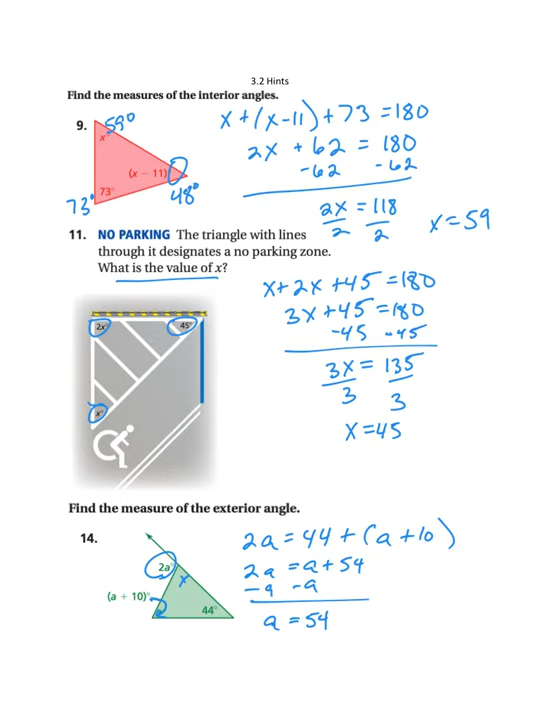 3.2 Hints
Find the measures of the interior angles.
9.
59°
x°
(x − 11)°
73°
73°
48°
x + (x − 11) + 73 = 180
2x + 62 = 180
−62 −62
2x = 118
2 2
x = 59
11. NO PARKING The triangle with lines
through it designates a no parking zone.
What is the value of x?
2x°
45°
x°
x + 2x + 45 = 180
3x + 45 = 180
−45 −45
3x = 135
3 3
x = 45
Find the measure of the exterior angle.
14.
2a°
x
(a + 10)°
44°
2a = 44 + (a + 10)
2a = a + 54
−a −a
a = 54